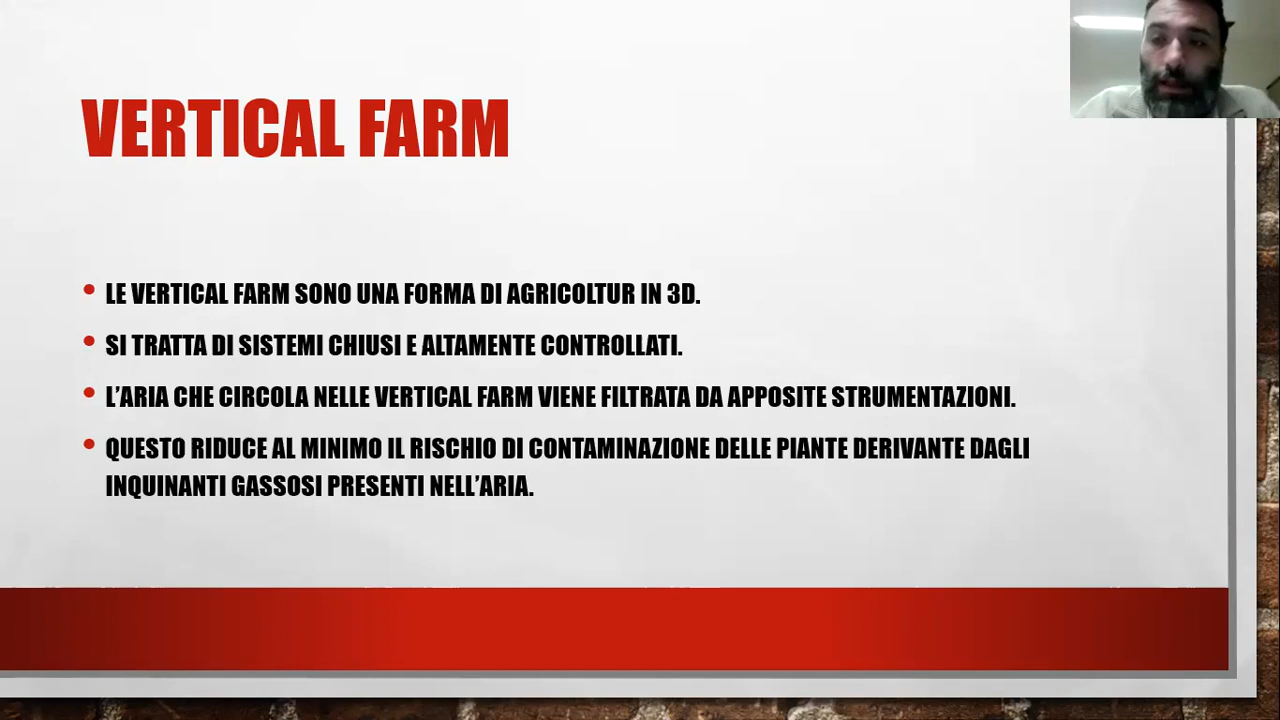 VERTICAL FARM
• LE VERTICAL FARM SONO UNA FORMA DI AGRICOLTUR IN 3D.
• SI TRATTA DI SISTEMI CHIUSI E ALTAMENTE CONTROLLATI.
• L'ARIA CHE CIRCOLA NELLE VERTICAL FARM VIENE FILTRATA DA APPOSITE STRUMENTAZIONI.
• QUESTO RIDUCE AL MINIMO IL RISCHIO DI CONTAMINAZIONE DELLE PIANTE DERIVANTE DAGLI
INQUINANTI GASSOSI PRESENTI NELL'ARIA.